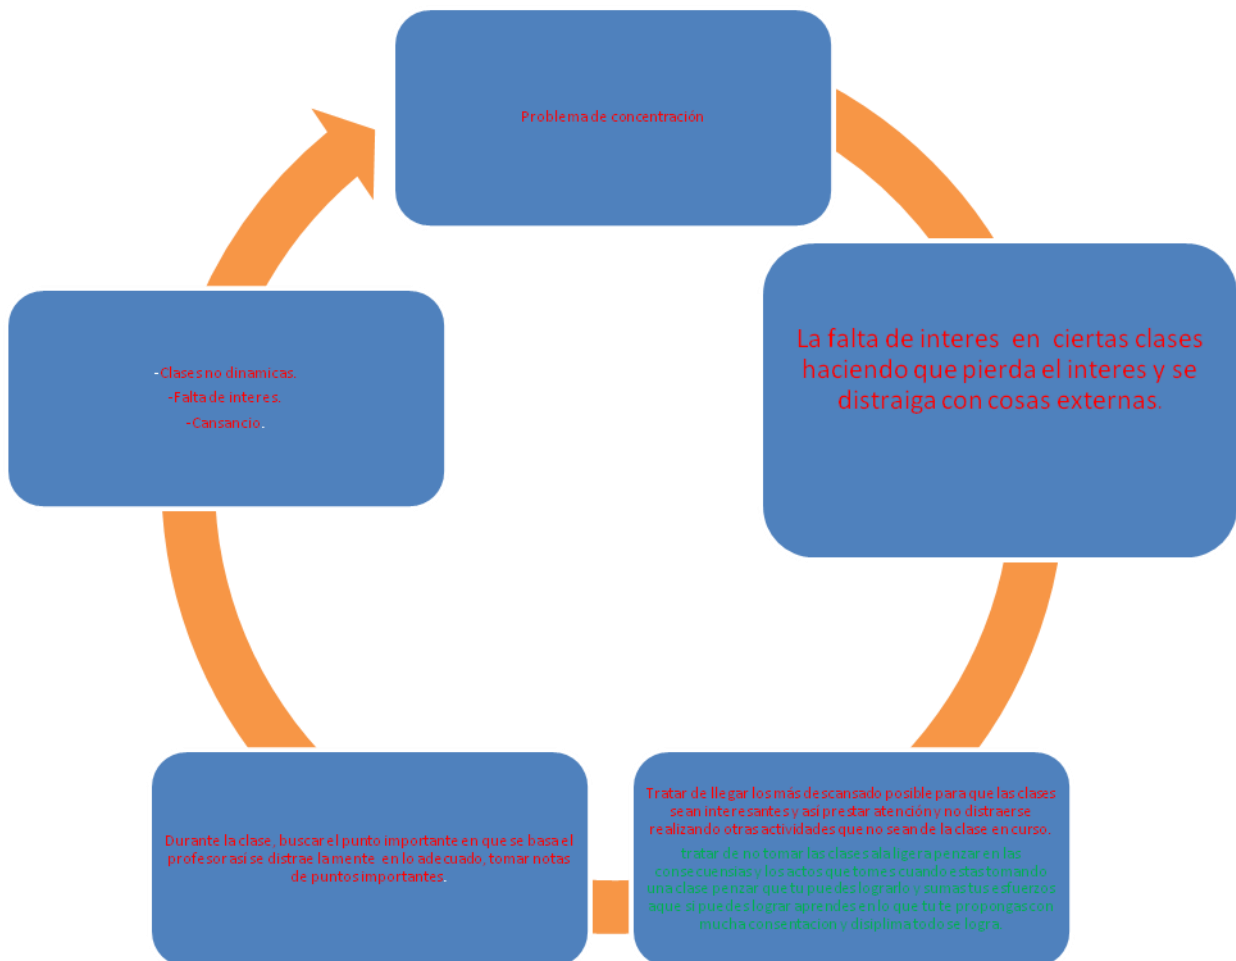 Problema de concentración
La falta de interes en ciertas clases
haciendo que pierda el interes y se
distraiga con cosas externas.
Tratar de llegar los más descansado posible para que las clases
sean interesantes y asi prestar atención y no distraerse
realizando otras actividades que no sean de la clase en curso.
tratar de no tomar las clases ala ligera penzar en las
consecuensias y los actos que tomes cuando estas tomando
una clase penzar que tu puedes lograrlo y sumas tus esfuerzos
aque si puedes lograr aprendes en lo que tu te propongas con
mucha consentacion y disiplina todo se logra.
Durante la clase, buscar el punto importante en que se basa el
profesor asi se distrae la mente en lo adecuado, tomar notas
de puntos importantes.
-Clases no dinamicas.
-Falta de interes.
-Cansancio.